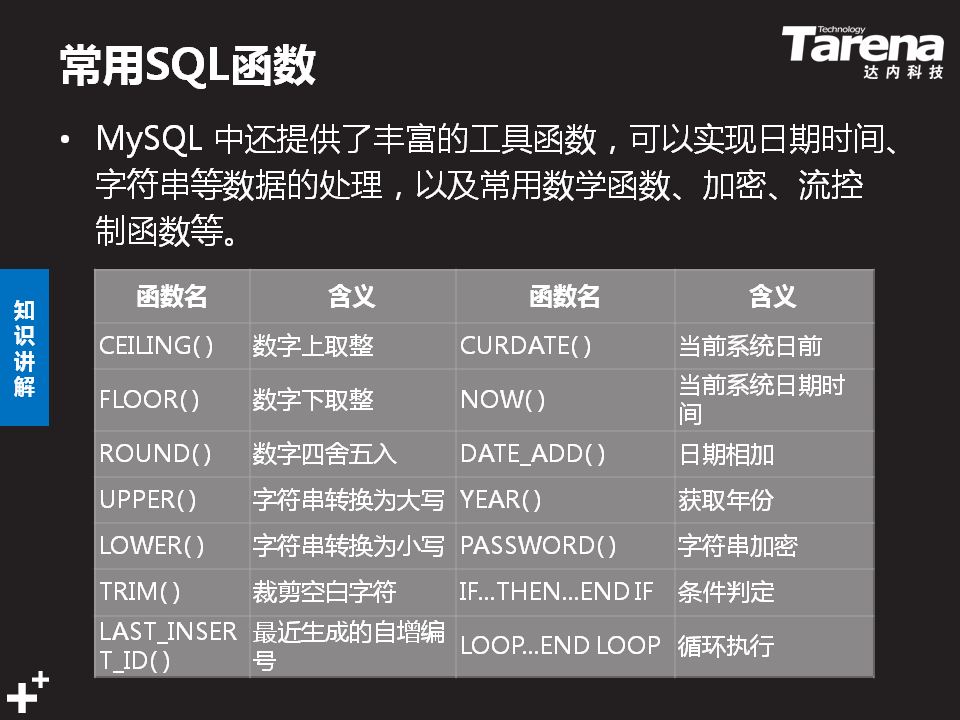 常用SQL函数
Technology
Tarena
达内科技
• MySQL 中还提供了丰富的工具函数，可以实现日期时间、
字符串等数据的处理，以及常用数学函数、加密、流控
制函数等。
知识讲解
函数名 含义 函数名 含义
CEILING( ) 数字上取整 CURDATE( ) 当前系统日前
FLOOR( ) 数字下取整 NOW( ) 当前系统日期时
间
ROUND( ) 数字四舍五入 DATE_ADD( ) 日期相加
UPPER( ) 字符串转换为大写 YEAR( ) 获取年份
LOWER( ) 字符串转换为小写 PASSWORD( ) 字符串加密
TRIM( ) 裁剪空白字符 IF...THEN...END IF 条件判定
LAST_INSER
T_ID( ) 最近生成的自增编
号 LOOP...END LOOP 循环执行